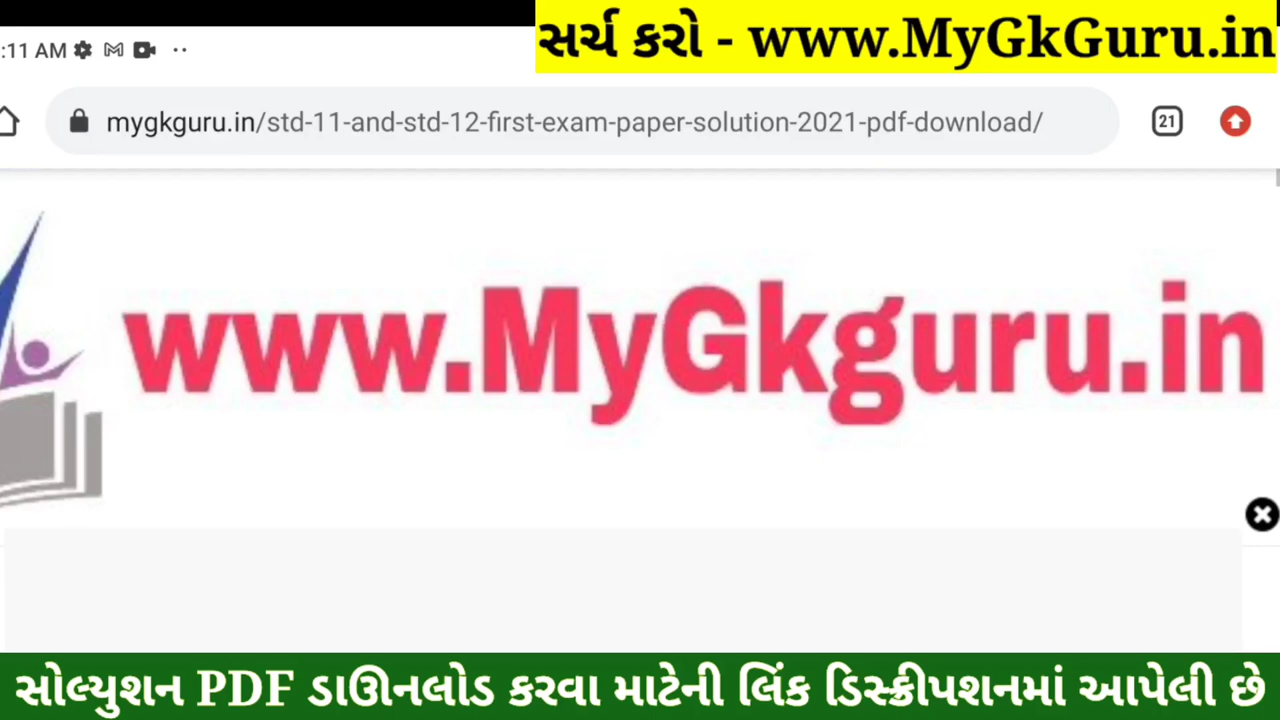 સર્ચ કરો - www.MyGkGuru.in
:11 AM
mygkguru.in/std-11-and-std-12-first-exam-paper-solution-2021-pdf-download/
21
www.MyGkguru.in
સોલ્યુશન PDF ડાઊનલોડ કરવા માટેની લિંક ડિસ્ક્રીપશનમાં આપેલી છે